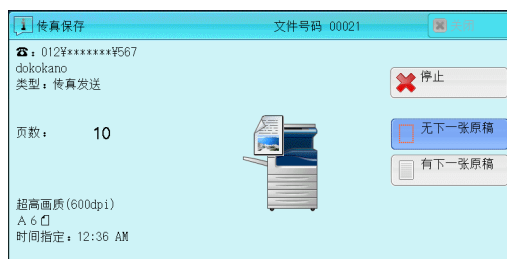 传真保存
文件号码 00021
关闭
☎：012¥*******¥567
dokokano
类型：传真发送
停止
页数： 10
无下一张原稿
有下一张原稿
超高画质(600dpi)
A 6
时间指定：12:36 AM